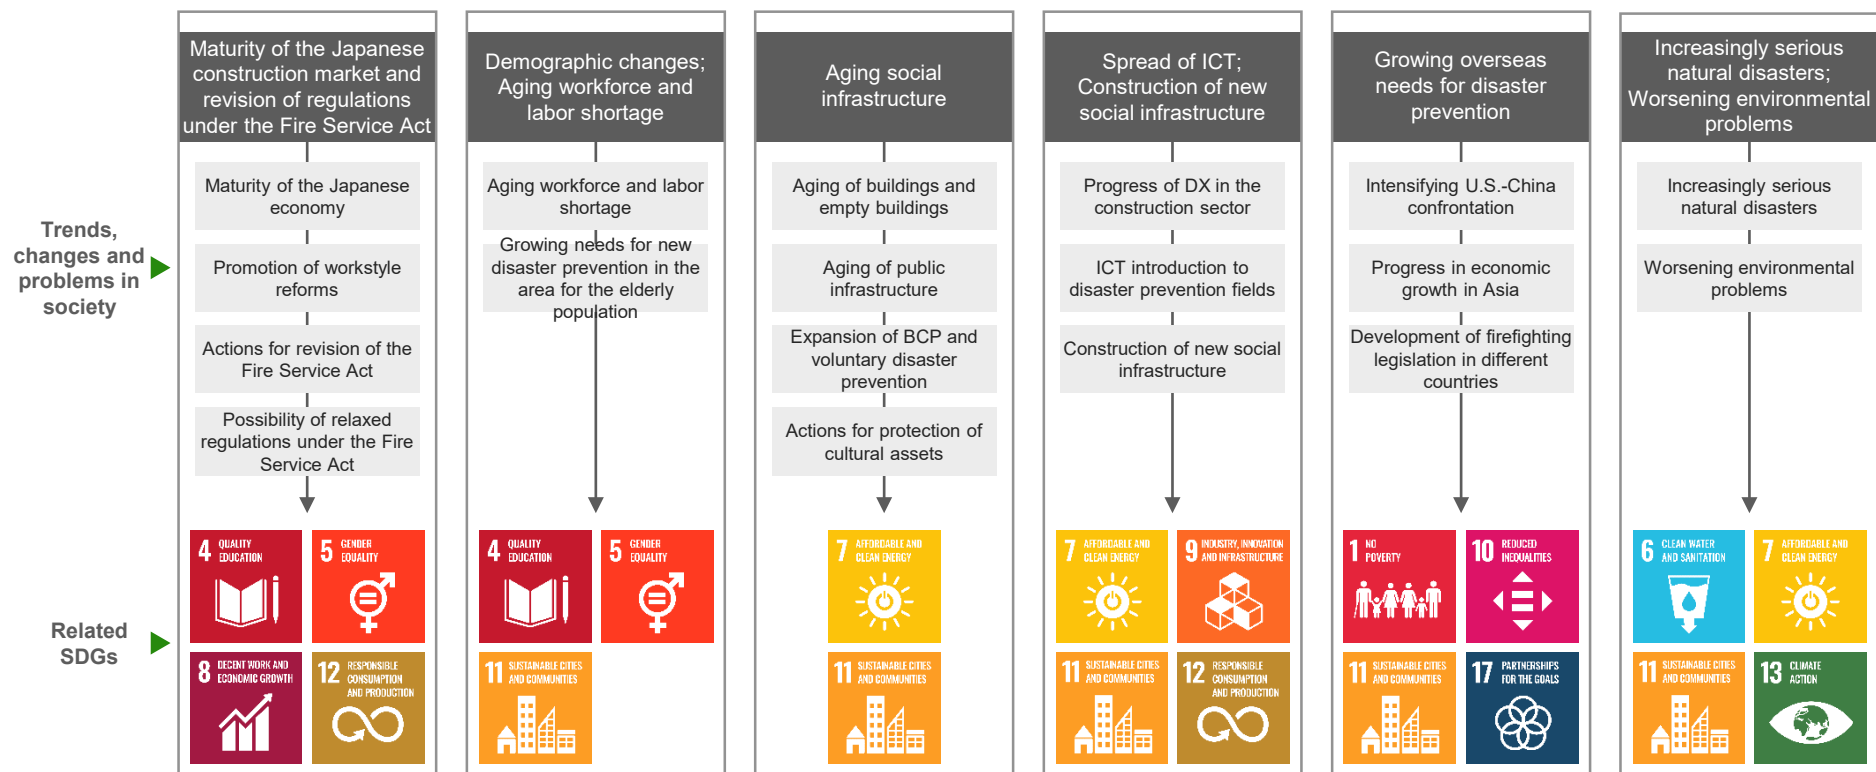 Maturity of the Japanese
construction market and
revision of regulations
under the Fire Service Act
Demographic changes;
Aging workforce and
labor shortage
Aging social
infrastructure
Spread of ICT;
Construction of new
social infrastructure
Growing overseas
needs for disaster
prevention
Increasingly serious
natural disasters;
Worsening environmental
problems
Trends,
changes and
problems in
society
Maturity of the Japanese
economy
Promotion of workstyle
reforms
Actions for revision of the
Fire Service Act
Possibility of relaxed
regulations under the Fire
Service Act
Aging workforce and labor
shortage
Growing needs for new
disaster prevention in the
area for the elderly
population
Aging of buildings and
empty buildings
Aging of public
infrastructure
Expansion of BCP and
voluntary disaster
prevention
Actions for protection of
cultural assets
Progress of DX in the
construction sector
ICT introduction to
disaster prevention fields
Construction of new social
infrastructure
Intensifying U.S.-China
confrontation
Progress in economic
growth in Asia
Development of firefighting
legislation in different
countries
Increasingly serious
natural disasters
Worsening environmental
problems
Related
SDGs
4 QUALITY
EDUCATION
5 GENDER
EQUALITY
8 DECENT WORK AND
ECONOMIC GROWTH
12 RESPONSIBLE
CONSUMPTION
AND PRODUCTION
4 QUALITY
EDUCATION
5 GENDER
EQUALITY
11 SUSTAINABLE CITIES
AND COMMUNITIES
7 AFFORDABLE AND
CLEAN ENERGY
11 SUSTAINABLE CITIES
AND COMMUNITIES
7 AFFORDABLE AND
CLEAN ENERGY
9 INDUSTRY, INNOVATION
AND INFRASTRUCTURE
11 SUSTAINABLE CITIES
AND COMMUNITIES
12 RESPONSIBLE
CONSUMPTION
AND PRODUCTION
1 NO
POVERTY
10 REDUCED
INEQUALITIES
11 SUSTAINABLE CITIES
AND COMMUNITIES
17 PARTNERSHIPS
FOR THE GOALS
6 CLEAN WATER
AND SANITATION
7 AFFORDABLE AND
CLEAN ENERGY
11 SUSTAINABLE CITIES
AND COMMUNITIES
13 CLIMATE
ACTION